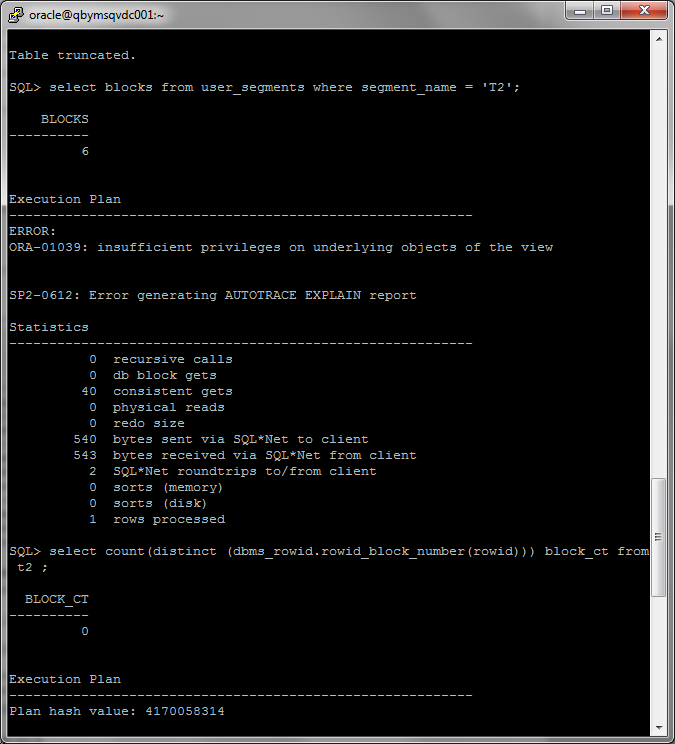 oracle@qbymsqvdc001:~
Table truncated.
SQL> select blocks from user_segments where segment_name = 'T2';
    BLOCKS
----------
         6
Execution Plan
----------------------------------------------------------
ERROR:
ORA-01039: insufficient privileges on underlying objects of the view
SP2-0612: Error generating AUTOTRACE EXPLAIN report
Statistics
----------------------------------------------------------
          0  recursive calls
          0  db block gets
         40  consistent gets
          0  physical reads
          0  redo size
        540  bytes sent via SQL*Net to client
        543  bytes received via SQL*Net from client
          2  SQL*Net roundtrips to/from client
          0  sorts (memory)
          0  sorts (disk)
          1  rows processed
SQL> select count(distinct (dbms_rowid.rowid_block_number(rowid))) block_ct from
 t2 ;
  BLOCK_CT
----------
         0
Execution Plan
----------------------------------------------------------
Plan hash value: 4170058314